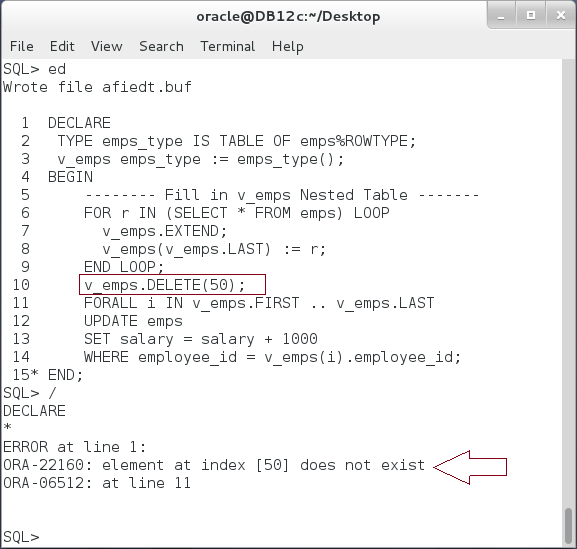 oracle@DB12c:~/Desktop
File Edit View Search Terminal Help
SQL> ed
Wrote file afiedt.buf
1 DECLARE
2 TYPE emps_type IS TABLE OF emps%ROWTYPE;
3 v_emps emps_type := emps_type();
4 BEGIN
5 -------- Fill in v_emps Nested Table -------
6 FOR r IN (SELECT * FROM emps) LOOP
7 v_emps.EXTEND;
8 v_emps(v_emps.LAST) := r;
9 END LOOP;
10 v_emps.DELETE(50);
11 FORALL i IN v_emps.FIRST .. v_emps.LAST
12 UPDATE emps
13 SET salary = salary + 1000
14 WHERE employee_id = v_emps(i).employee_id;
15* END;
SQL> /
DECLARE
*
ERROR at line 1:
ORA-22160: element at index [50] does not exist
ORA-06512: at line 11
SQL>